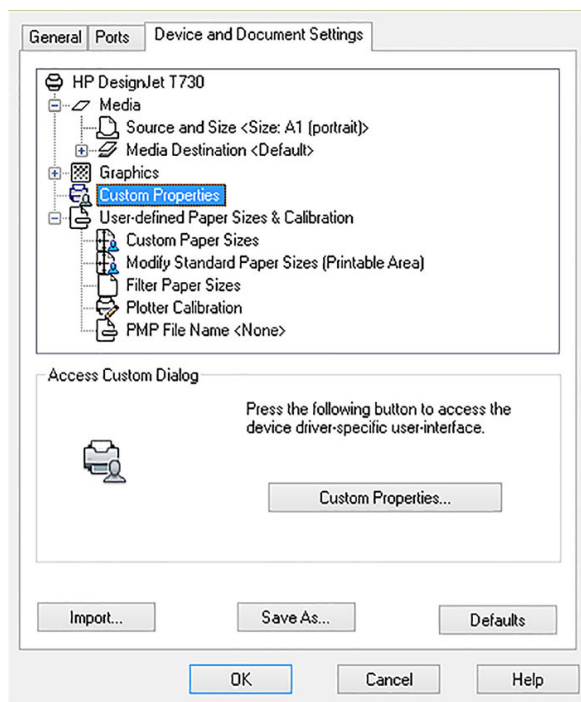 General Ports Device and Document Settings
HP DesignJet T730
Media
Source and Size <Size: A1 (portrait)>
Media Destination <Default>
Graphics
Custom Properties
User-defined Paper Sizes & Calibration
Custom Paper Sizes
Modify Standard Paper Sizes (Printable Area)
Filter Paper Sizes
Plotter Calibration
PMP File Name <None>
Access Custom Dialog
Press the following button to access the
device driver-specific user-interface.
Custom Properties...
Import... Save As... Defaults
OK Cancel Help